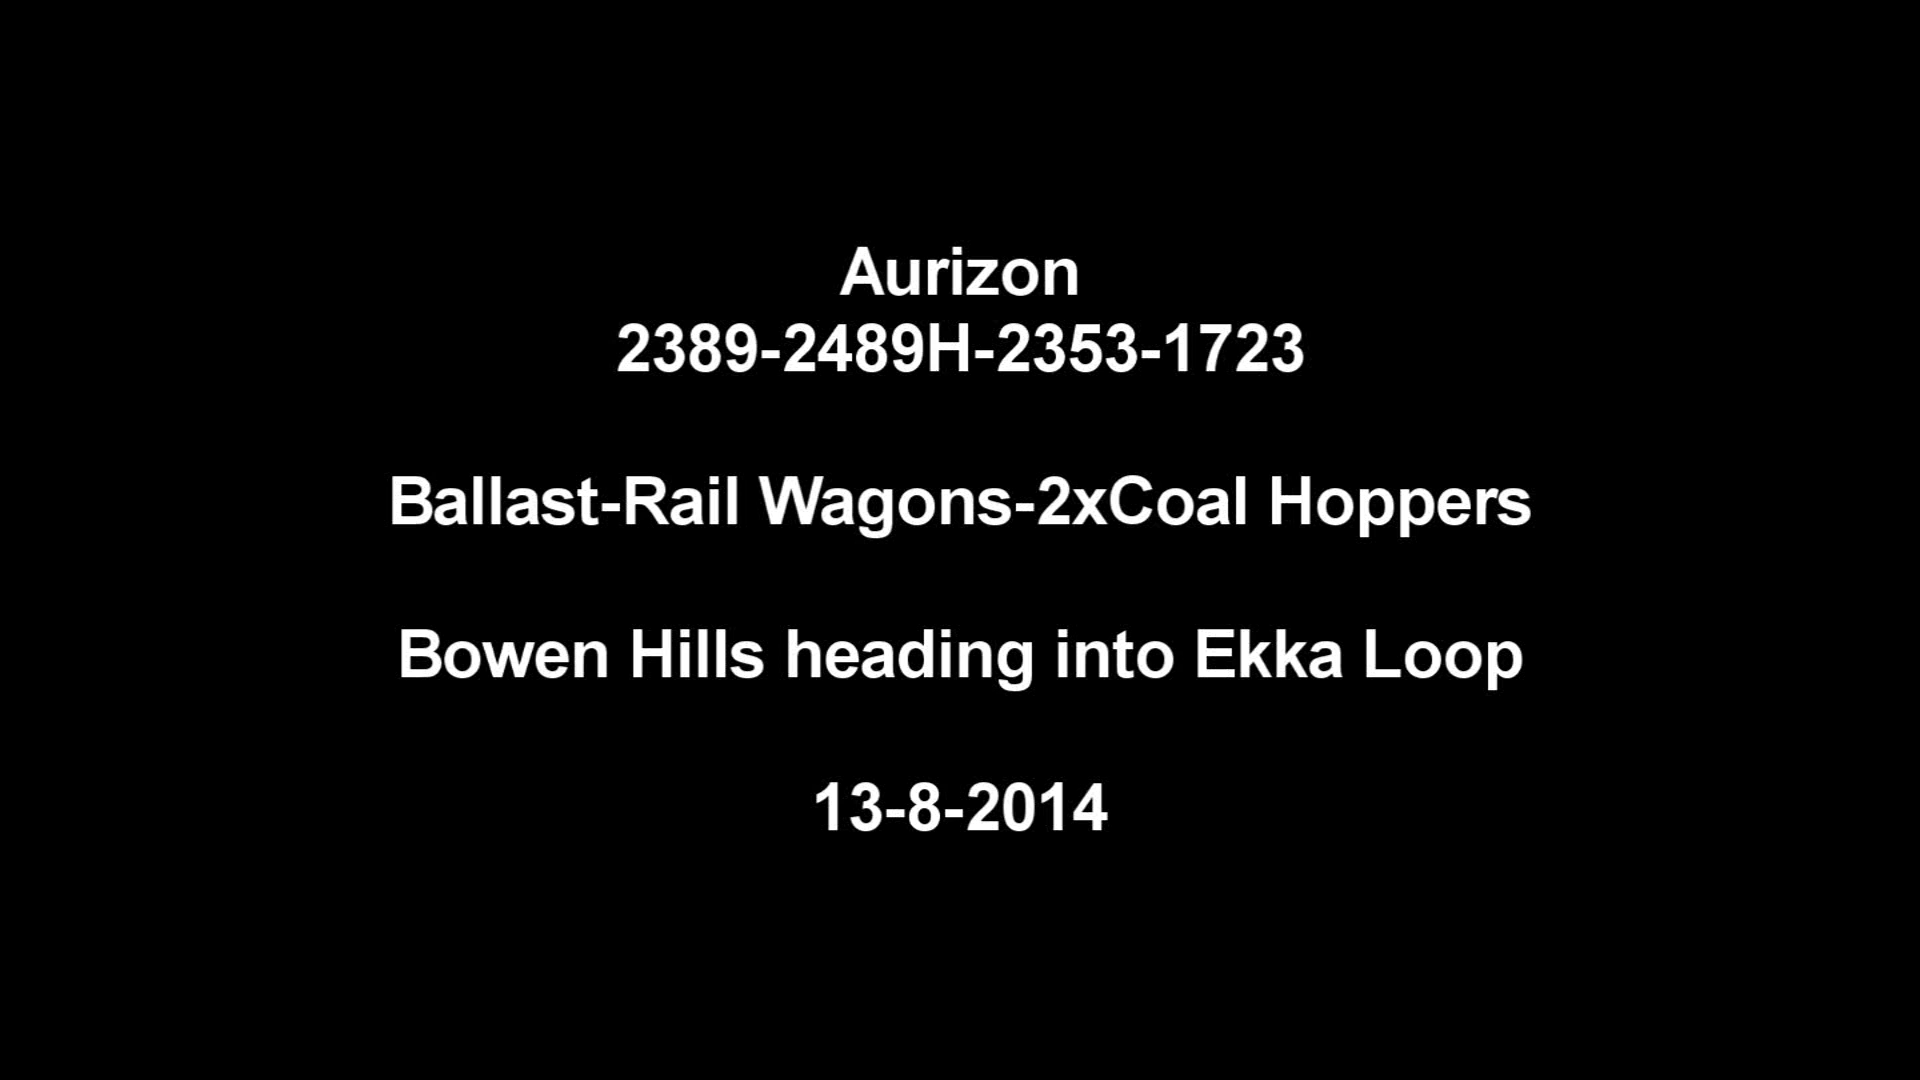 Aurizon
2389-2489H-2353-1723
Ballast-Rail Wagons-2xCoal Hoppers
Bowen Hills heading into Ekka Loop
13-8-2014